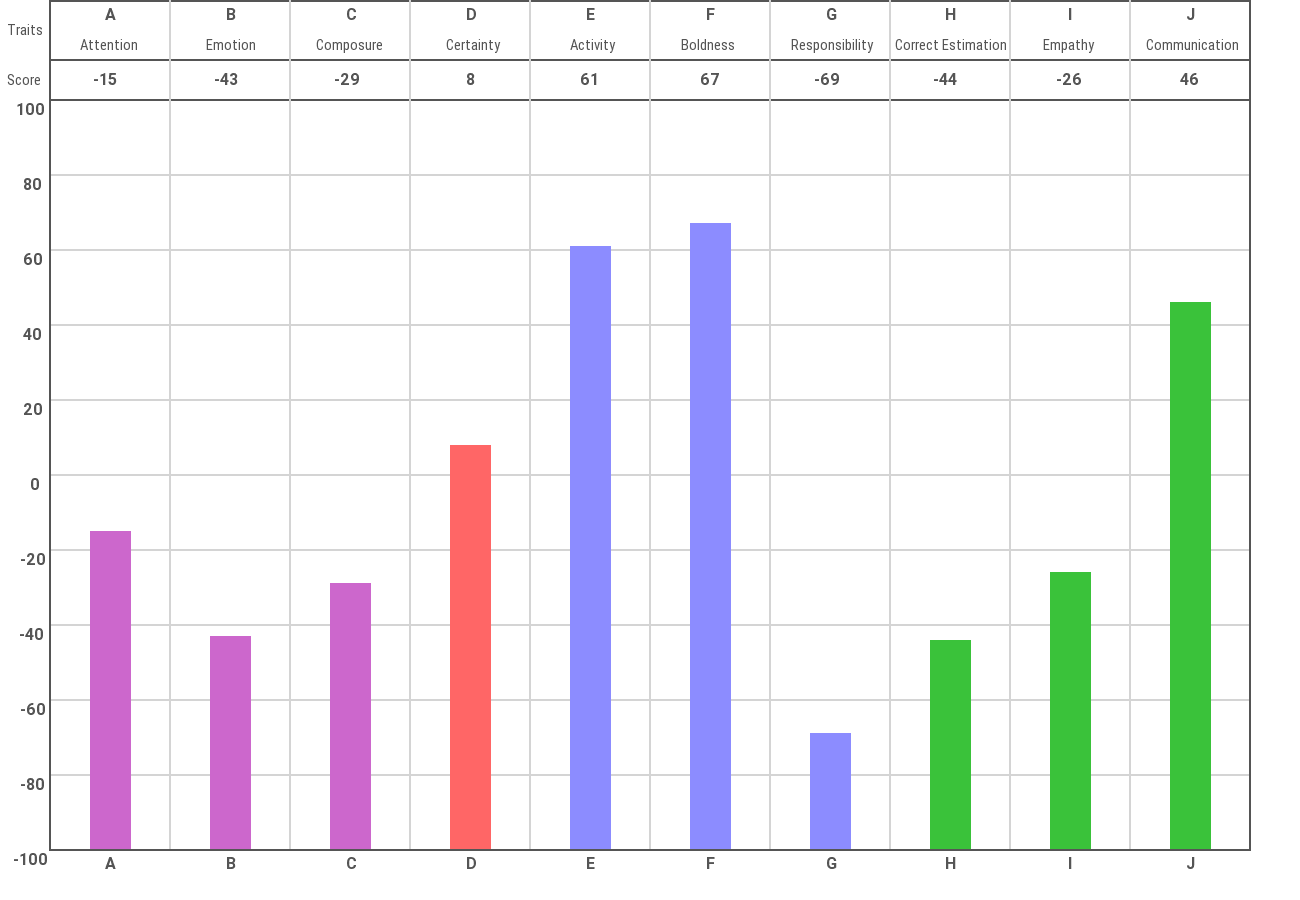 A B C D E F G H I J
Traits
Attention Emotion Composure Certainty Activity Boldness Responsibility Correct Estimation Empathy Communication
Score -15 -43 -29 8 61 67 -69 -44 -26 46
100
80
60
40
20
0
-20
-40
-60
-80
-100
A B C D E F G H I J